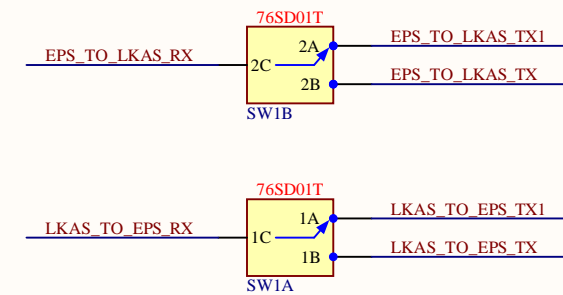 76SD01T
EPS_TO_LKAS_TX1
2A
EPS_TO_LKAS_RX
2C
EPS_TO_LKAS_TX
2B
SW1B
76SD01T
LKAS_TO_EPS_TX1
1A
LKAS_TO_EPS_RX
1C
LKAS_TO_EPS_TX
1B
SW1A